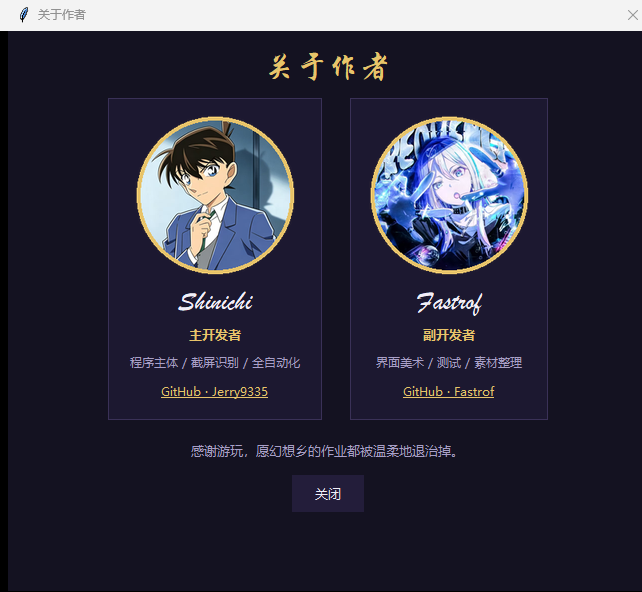 关于作者
关于作者
Shinichi
主开发者
程序主体 / 截屏识别 / 全自动化
GitHub · Jerry9335
Fastrof
副开发者
界面美术 / 测试 / 素材整理
GitHub · Fastrof
感谢游玩，愿幻想乡的作业都被温柔地退治掉。
关闭